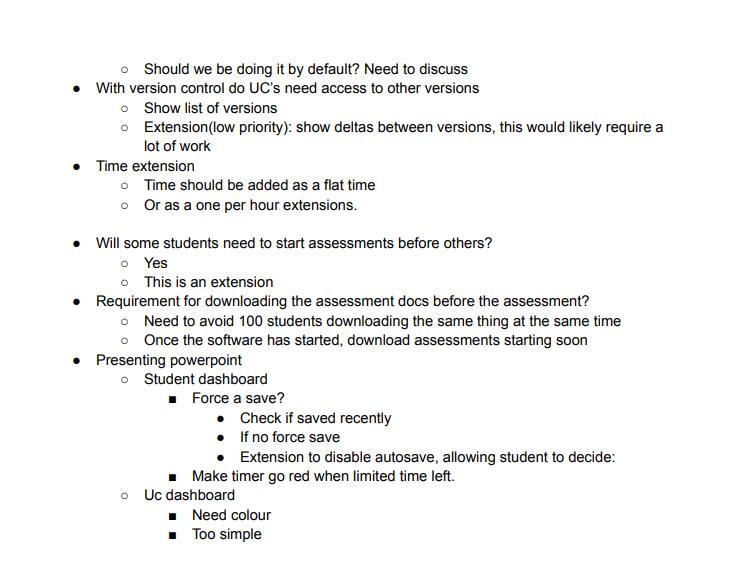 ○ Should we be doing it by default? Need to discuss
● With version control do UC's need access to other versions
○ Show list of versions
○ Extension(low priority): show deltas between versions, this would likely require a
lot of work
● Time extension
○ Time should be added as a flat time
○ Or as a one per hour extensions.
● Will some students need to start assessments before others?
○ Yes
○ This is an extension
● Requirement for downloading the assessment docs before the assessment?
○ Need to avoid 100 students downloading the same thing at the same time
○ Once the software has started, download assessments starting soon
● Presenting powerpoint
○ Student dashboard
■ Force a save?
● Check if saved recently
● If no force save
● Extension to disable autosave, allowing student to decide:
■ Make timer go red when limited time left.
○ Uc dashboard
■ Need colour
■ Too simple